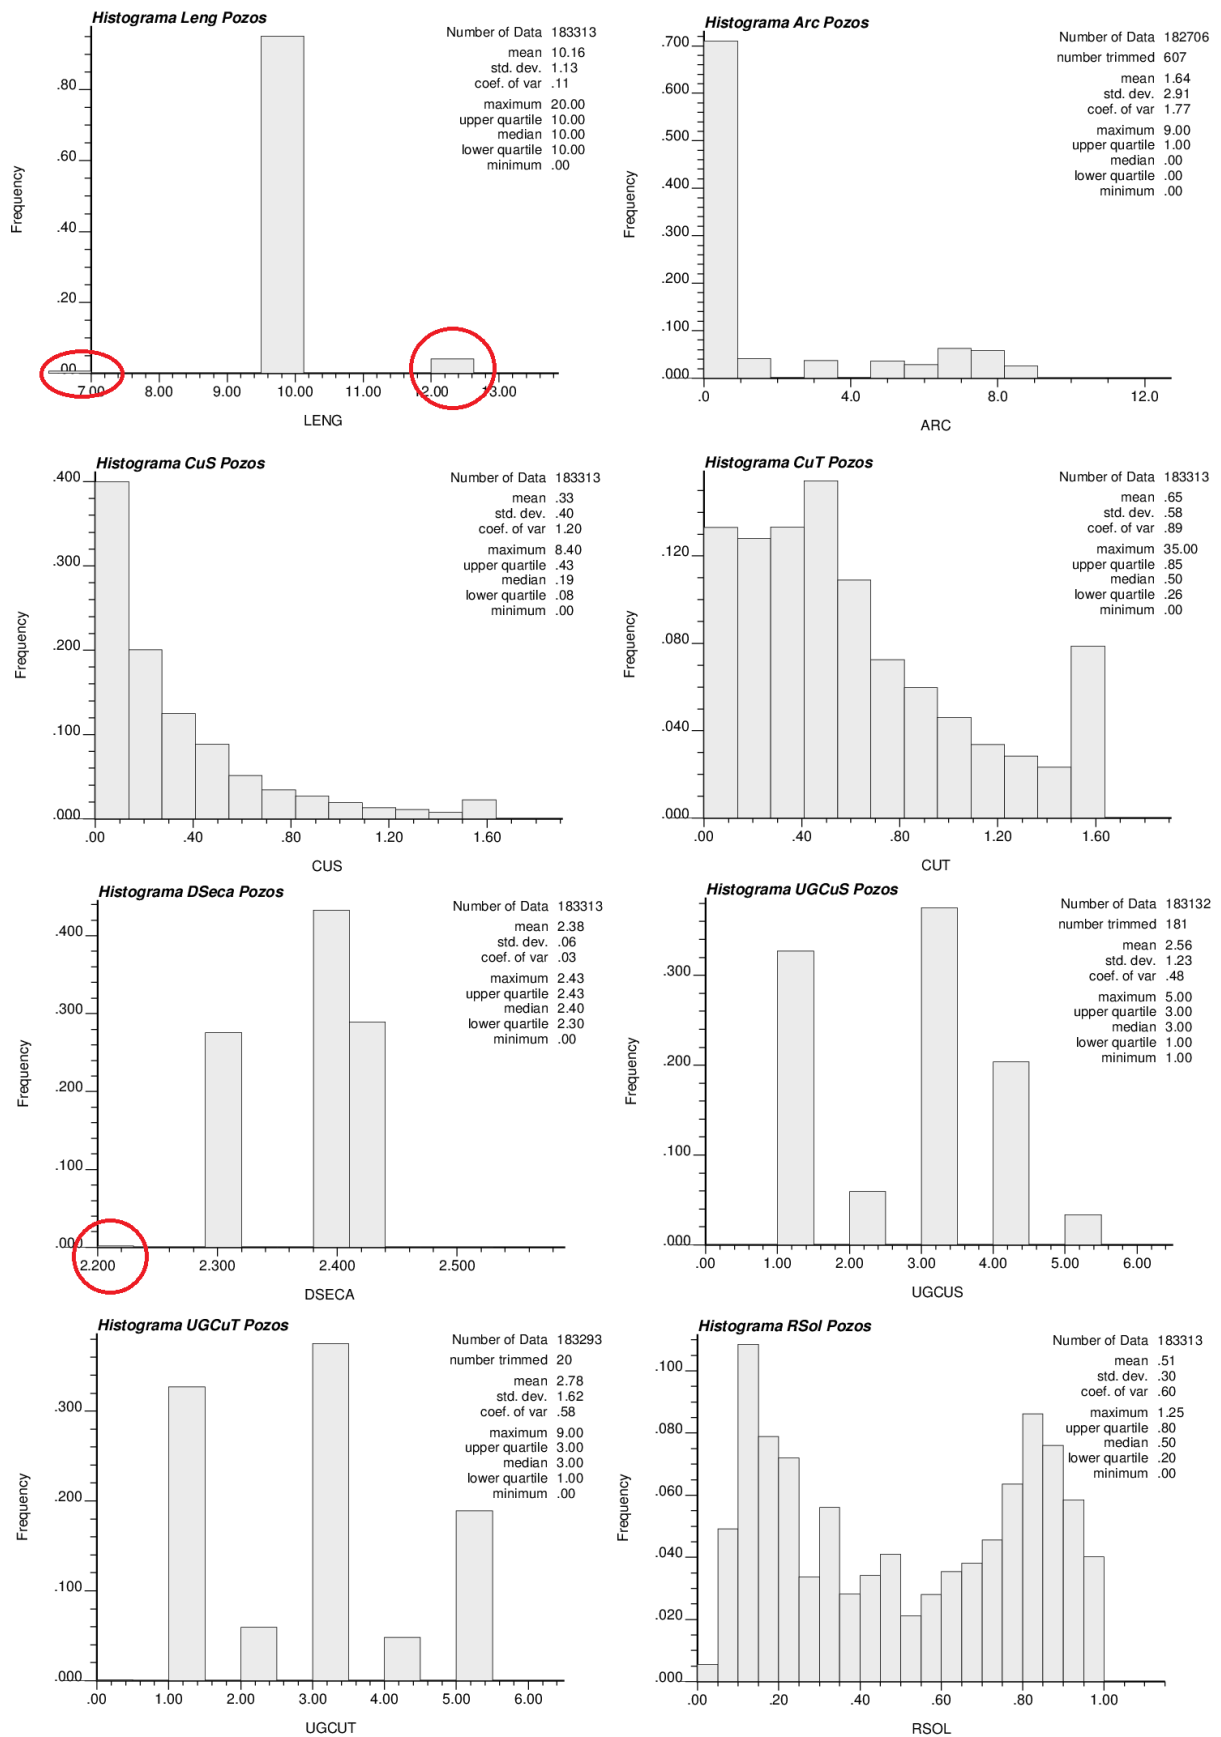 Histograma Leng Pozos
Number of Data 183313
mean 10.16
std. dev. 1.13
coef. of var .11
maximum 20.00
upper quartile 10.00
median 10.00
lower quartile 10.00
minimum .00
Frequency
.80
.60
.40
.20
.00
7.00 8.00 9.00 10.00 11.00 12.00 13.00
LENG
Histograma Arc Pozos
Number of Data 182706
number trimmed 607
mean 1.64
std. dev. 2.91
coef. of var 1.77
maximum 9.00
upper quartile 1.00
median .00
lower quartile .00
minimum .00
Frequency
.700
.600
.500
.400
.300
.200
.100
.000
.0 4.0 8.0 12.0
ARC
Histograma CuS Pozos
Number of Data 183313
mean .33
std. dev. .40
coef. of var 1.20
maximum 8.40
upper quartile .43
median .19
lower quartile .08
minimum .00
Frequency
.400
.300
.200
.100
.000
.00 .40 .80 1.20 1.60
CUS
Histograma CuT Pozos
Number of Data 183313
mean .65
std. dev. .58
coef. of var .89
maximum 35.00
upper quartile .85
median .50
lower quartile .26
minimum .00
Frequency
.120
.080
.040
.000
.00 .40 .80 1.20 1.60
CUT
Histograma DSeca Pozos
Number of Data 183313
mean 2.38
std. dev. .06
coef. of var .03
maximum 2.43
upper quartile 2.43
median 2.40
lower quartile 2.30
minimum .00
Frequency
.400
.300
.200
.100
.000
2.200 2.300 2.400 2.500
DSECA
Histograma UGCuS Pozos
Number of Data 183132
number trimmed 181
mean 2.56
std. dev. 1.23
coef. of var .48
maximum 5.00
upper quartile 3.00
median 3.00
lower quartile 1.00
minimum 1.00
Frequency
.300
.200
.100
.000
.00 1.00 2.00 3.00 4.00 5.00 6.00
UGCUS
Histograma UGCuT Pozos
Number of Data 183293
number trimmed 20
mean 2.78
std. dev. 1.62
coef. of var .58
maximum 9.00
upper quartile 3.00
median 3.00
lower quartile 1.00
minimum .00
Frequency
.300
.200
.100
.000
.00 1.00 2.00 3.00 4.00 5.00 6.00
UGCUT
Histograma RSol Pozos
Number of Data 183313
mean .51
std. dev. .30
coef. of var .60
maximum 1.25
upper quartile .80
median .50
lower quartile .20
minimum .00
Frequency
.100
.080
.060
.040
.020
.000
.00 .20 .40 .60 .80 1.00
RSOL